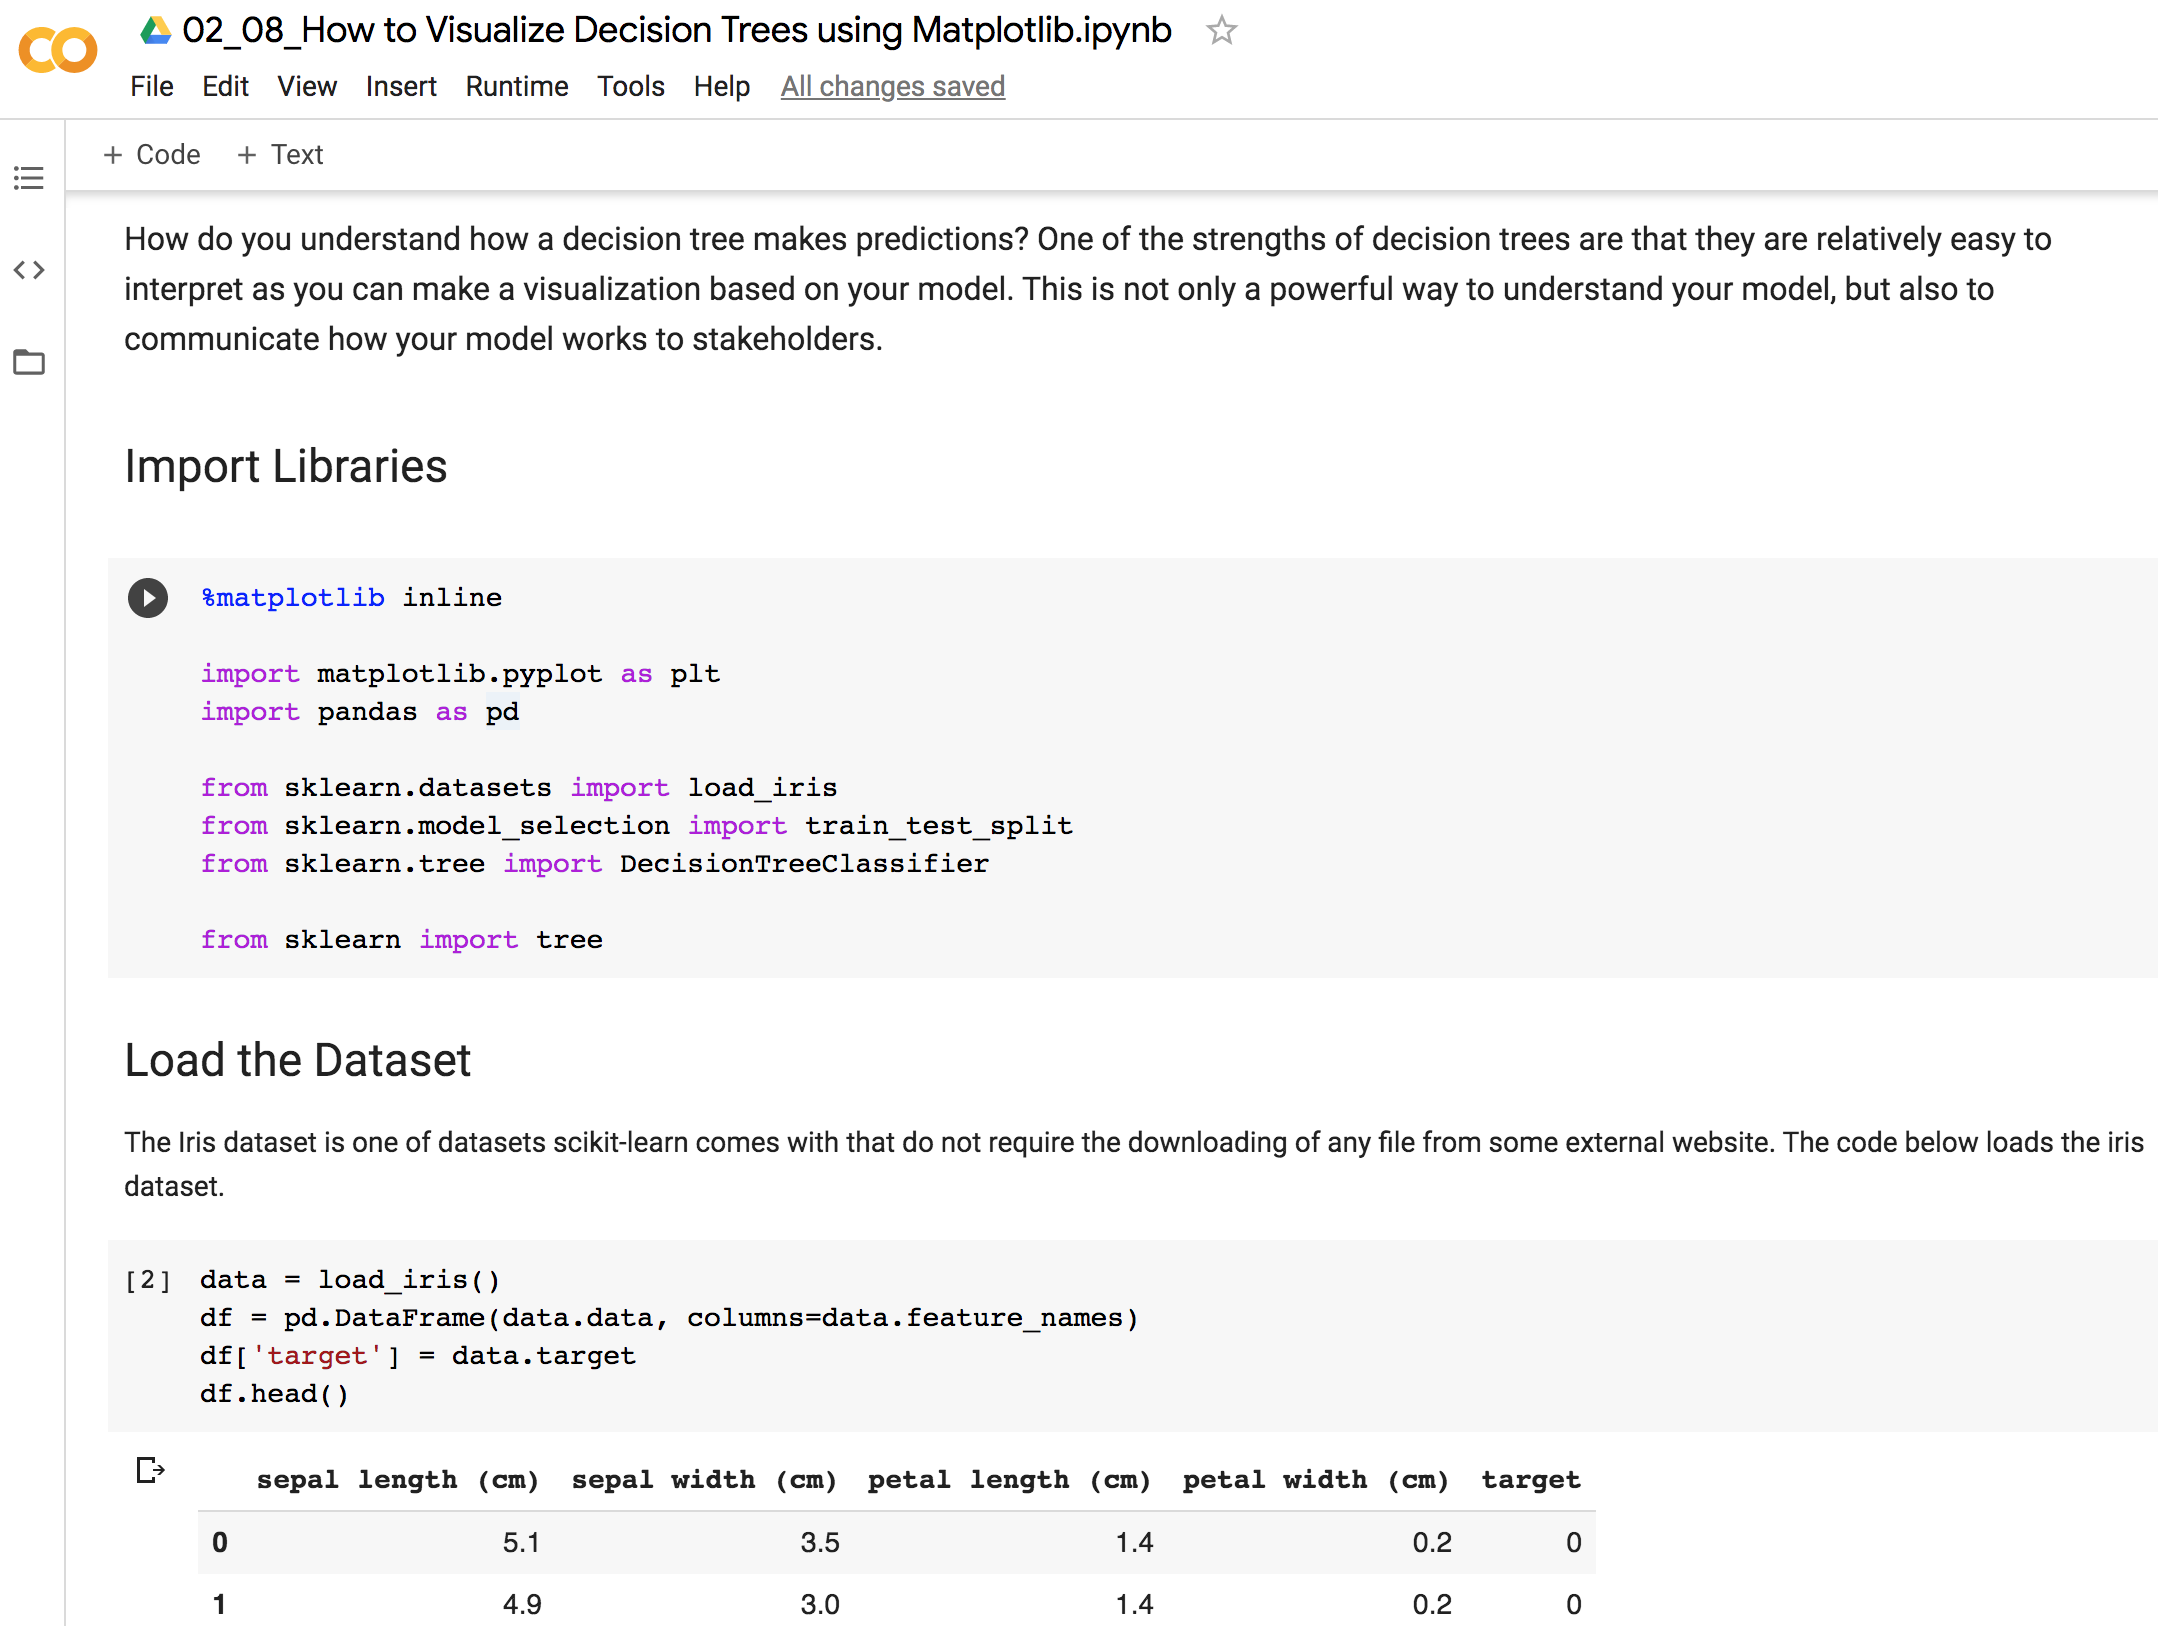 02_08_How to Visualize Decision Trees using Matplotlib.ipynb
File Edit View Insert Runtime Tools Help All changes saved
+ Code + Text
How do you understand how a decision tree makes predictions? One of the strengths of decision trees are that they are relatively easy to
interpret as you can make a visualization based on your model. This is not only a powerful way to understand your model, but also to
communicate how your model works to stakeholders.
Import Libraries
%matplotlib inline
import matplotlib.pyplot as plt
import pandas as pd
from sklearn.datasets import load_iris
from sklearn.model_selection import train_test_split
from sklearn.tree import DecisionTreeClassifier
from sklearn import tree
Load the Dataset
The Iris dataset is one of datasets scikit-learn comes with that do not require the downloading of any file from some external website. The code below loads the iris
dataset.
[2] data = load_iris()
df = pd.DataFrame(data.data, columns=data.feature_names)
df['target'] = data.target
df.head()
sepal length (cm) sepal width (cm) petal length (cm) petal width (cm) target
0 5.1 3.5 1.4 0.2 0
1 4.9 3.0 1.4 0.2 0